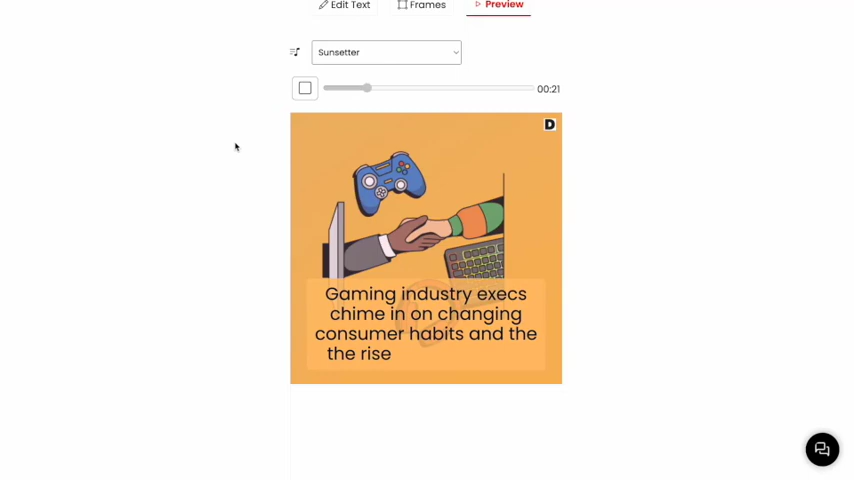 Edit Text
Frames
Preview
Sunsetter
00:21
D
Gaming industry execs
chime in on changing
consumer habits and the
the rise